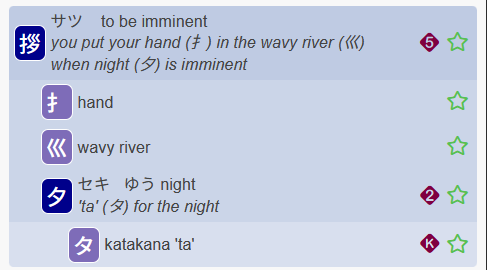 拶 サツ to be imminent
you put your hand (扌) in the wavy river (巛)
when night (夕) is imminent
5
扌 hand
巛 wavy river
夕 セキ ゆう night
'ta' (タ) for the night
2
タ katakana 'ta'
K